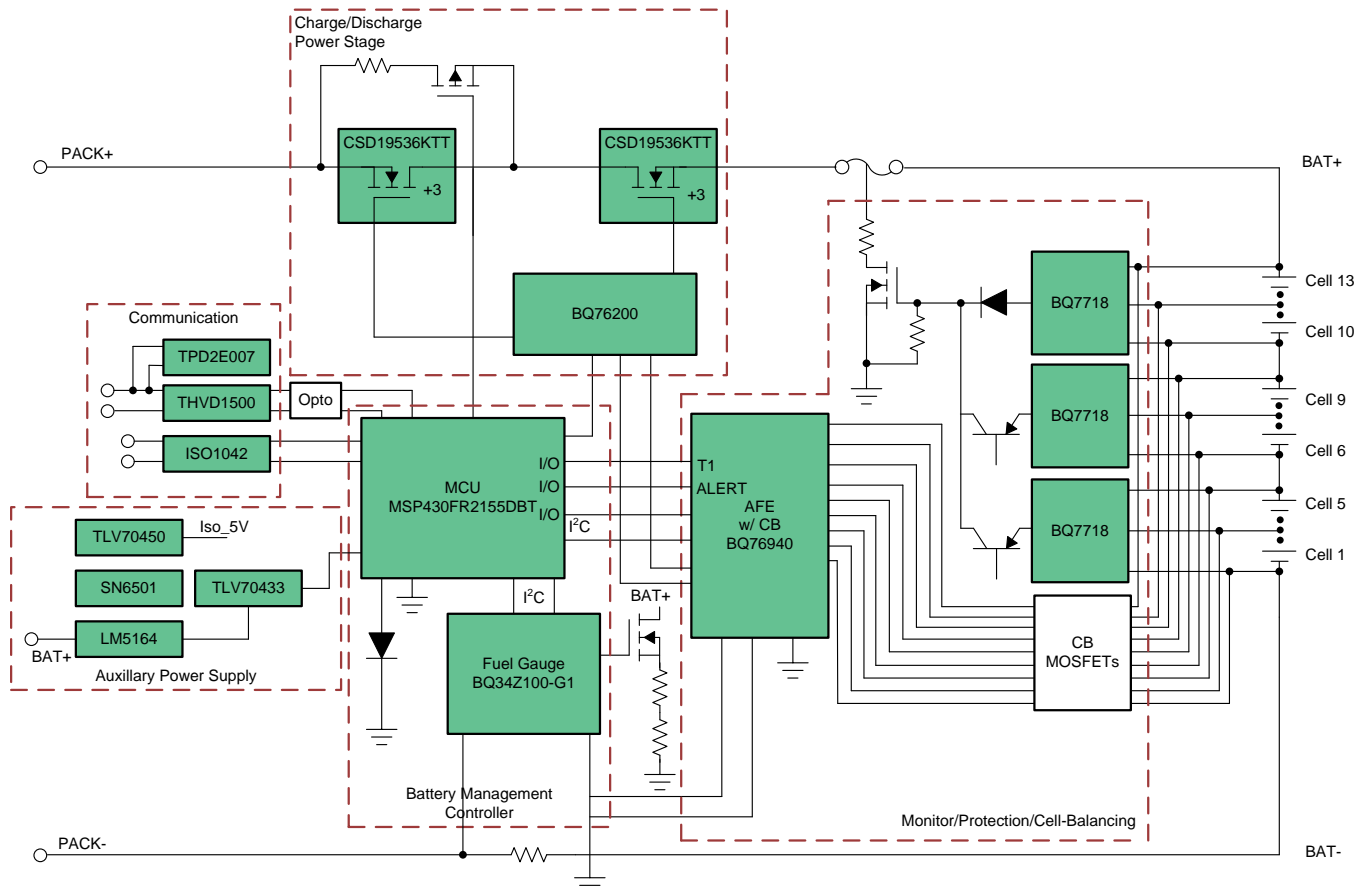 Charge/Discharge
Power Stage
CSD19536KTT
+3
CSD19536KTT
+3
PACK+
BAT+
BQ76200
Communication
TPD2E007
THVD1500
Opto
ISO1042
MCU
MSP430FR2155DBT
I/O
I/O
I/O
I²C
T1
ALERT
AFE
w/ CB
BQ76940
BQ7718
BQ7718
BQ7718
Cell 13
Cell 10
Cell 9
Cell 6
Cell 5
Cell 1
TLV70450
Iso_5V
SN6501
TLV70433
LM5164
BAT+
Auxillary Power Supply
I²C
Fuel Gauge
BQ34Z100-G1
BAT+
CB
MOSFETs
Battery Management
Controller
Monitor/Protection/Cell-Balancing
PACK-
BAT-